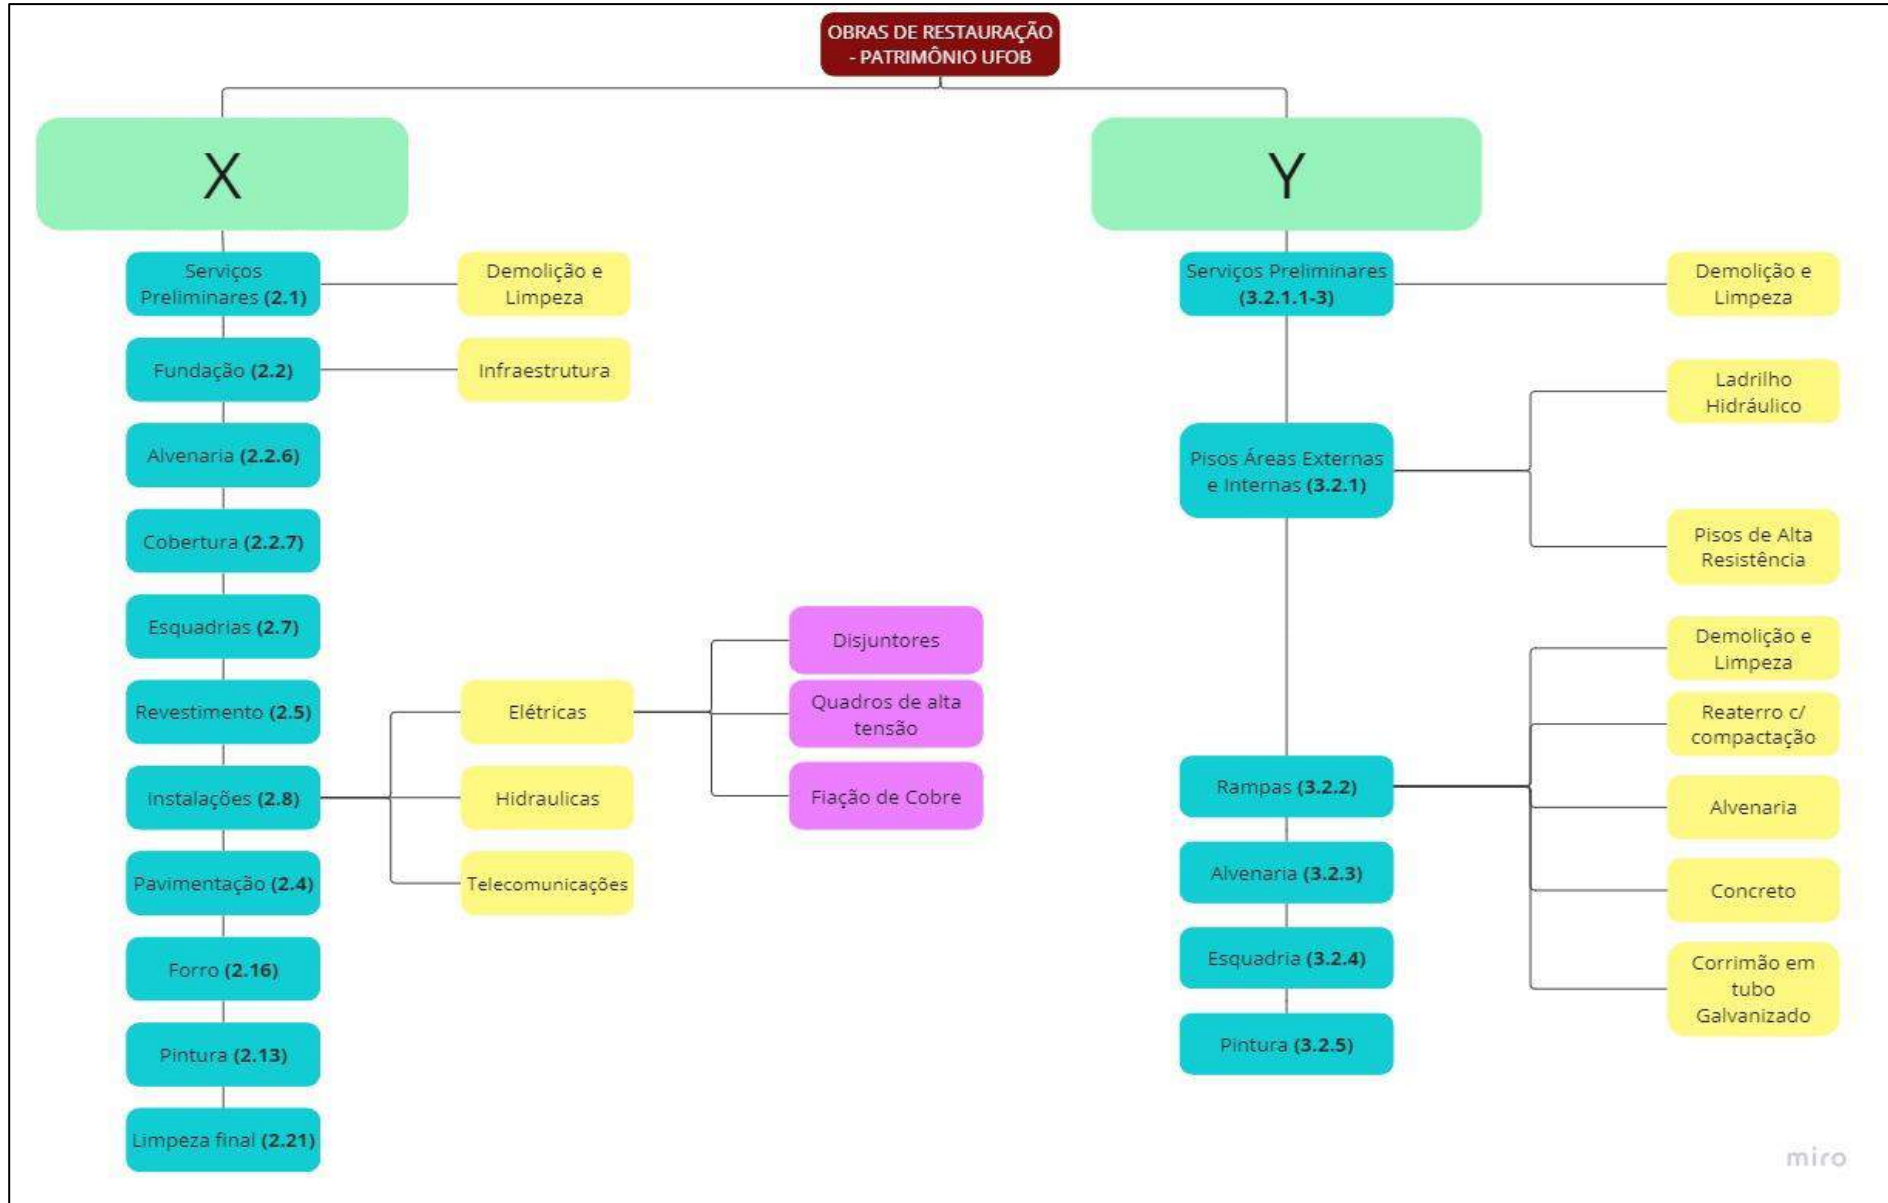 OBRAS DE RESTAURAÇÃO
- PATRIMÔNIO UFOB
X
Serviços
Preliminares (2.1)
Demolição e
Limpeza
Fundação (2.2)
Infraestrutura
Alvenaria (2.2.6)
Cobertura (2.2.7)
Esquadrias (2.7)
Revestimento (2.5)
Instalações (2.8)
Elétricas
Disjuntores
Quadros de alta
tensão
Fiação de Cobre
Hidraulicas
Telecomunicações
Pavimentação (2.4)
Forro (2.16)
Pintura (2.13)
Limpeza final (2.21)
Y
Serviços Preliminares
(3.2.1.1-3)
Demolição e
Limpeza
Pisos Áreas Externas
e Internas (3.2.1)
Ladrilho
Hidráulico
Pisos de Alta
Resistência
Rampas (3.2.2)
Demolição e
Limpeza
Reaterro c/
compactação
Alvenaria
Concreto
Corrimão em
tubo
Galvanizado
Alvenaria (3.2.3)
Esquadria (3.2.4)
Pintura (3.2.5)
miro